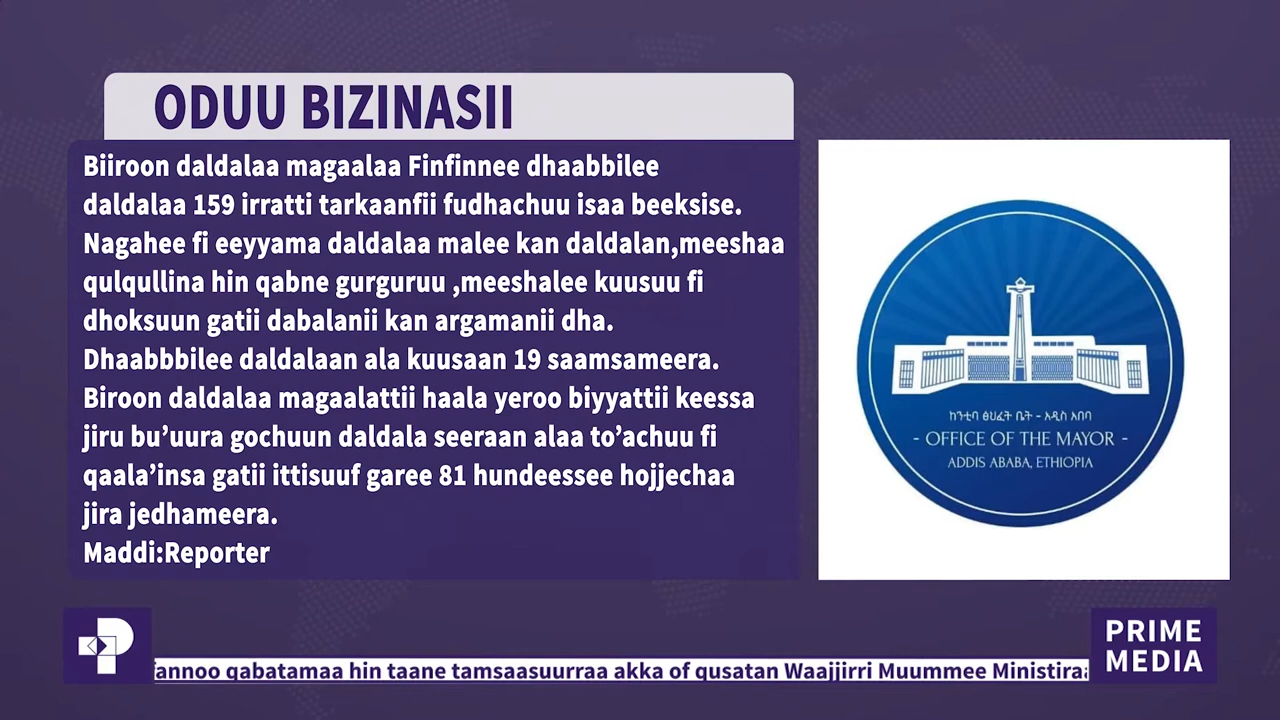 ODUU BIZINASII
Biiroon daldalaa magaalaa Finfinnee dhaabbilee
daldalaa 159 irratti tarkaanfii fudhachuu isaa beeksise.
Nagahee fi eeyyama daldalaa malee kan daldalan,meeshaa
qulqullina hin qabne gurguruu ,meeshalee kuusuu fi
dhoksuun gatii dabalanii kan argamanii dha.
Dhaabbbilee daldalaan ala kuusaan 19 saamsameera.
Biroon daldalaa magaalattii haala yeroo biyyattii keessa
jiru bu’uura gochuun daldala seeraan alaa to’achuu fi
qaala’insa gatii ittisuuf garee 81 hundeessee hojjechaa
jira jedhameera.
Maddi:Reporter
ከንቲባ ፅህፈት ቤት - አዲስ አበባ
- OFFICE OF THE MAYOR -
ADDIS ABABA, ETHIOPIA
PRIME
MEDIA
qabatamaa hin taane tamsaasuurraa akka of qusatan Waajjirri Muummee